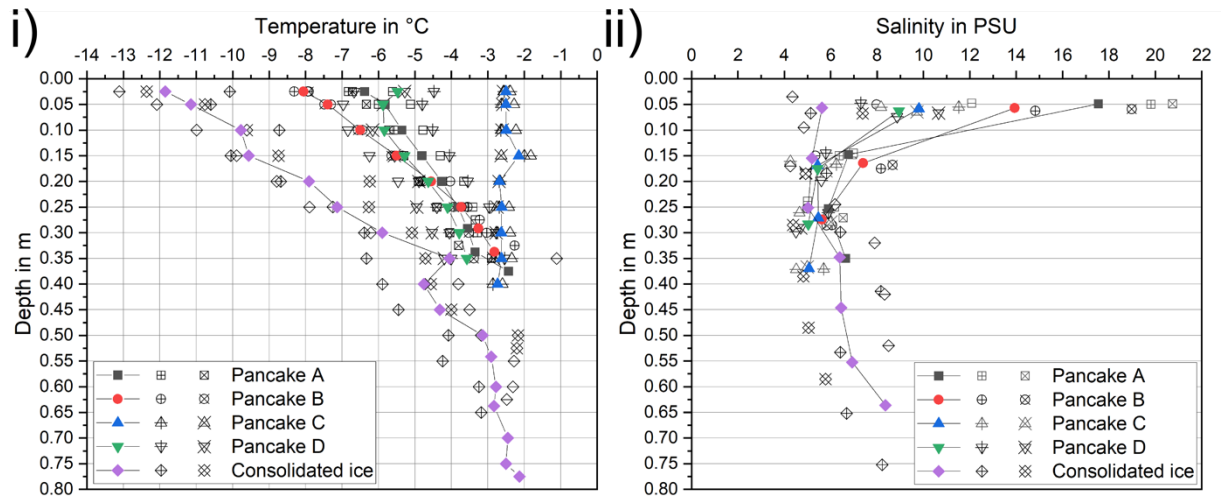 i)
Temperature in °C
-14 -13 -12 -11 -10 -9 -8 -7 -6 -5 -4 -3 -2 -1 0
Depth in m
0.00
0.05
0.10
0.15
0.20
0.25
0.30
0.35
0.40
0.45
0.50
0.55
0.60
0.65
0.70
0.75
0.80
Pancake A
Pancake B
Pancake C
Pancake D
Consolidated ice
ii)
Salinity in PSU
0 2 4 6 8 10 12 14 16 18 20 22
Depth in m
0.00
0.05
0.10
0.15
0.20
0.25
0.30
0.35
0.40
0.45
0.50
0.55
0.60
0.65
0.70
0.75
0.80
Pancake A
Pancake B
Pancake C
Pancake D
Consolidated ice